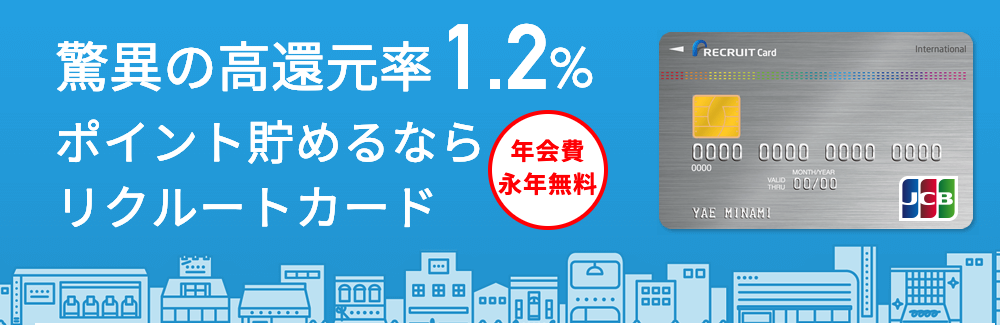 驚異の高還元率1.2%
ポイント貯めるなら
リクルートカード
年会費
永年無料
RECRUIT Card
International
0000 0000 0000 0000
0000
MONTH/YEAR
VALID
THRU
00/00
YAE MINAMI
JCB